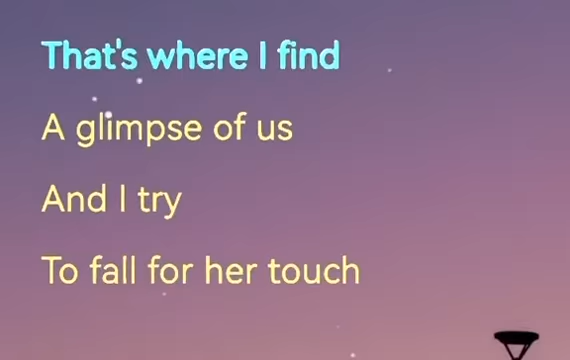 That's where I find
A glimpse of us
And I try
To fall for her touch